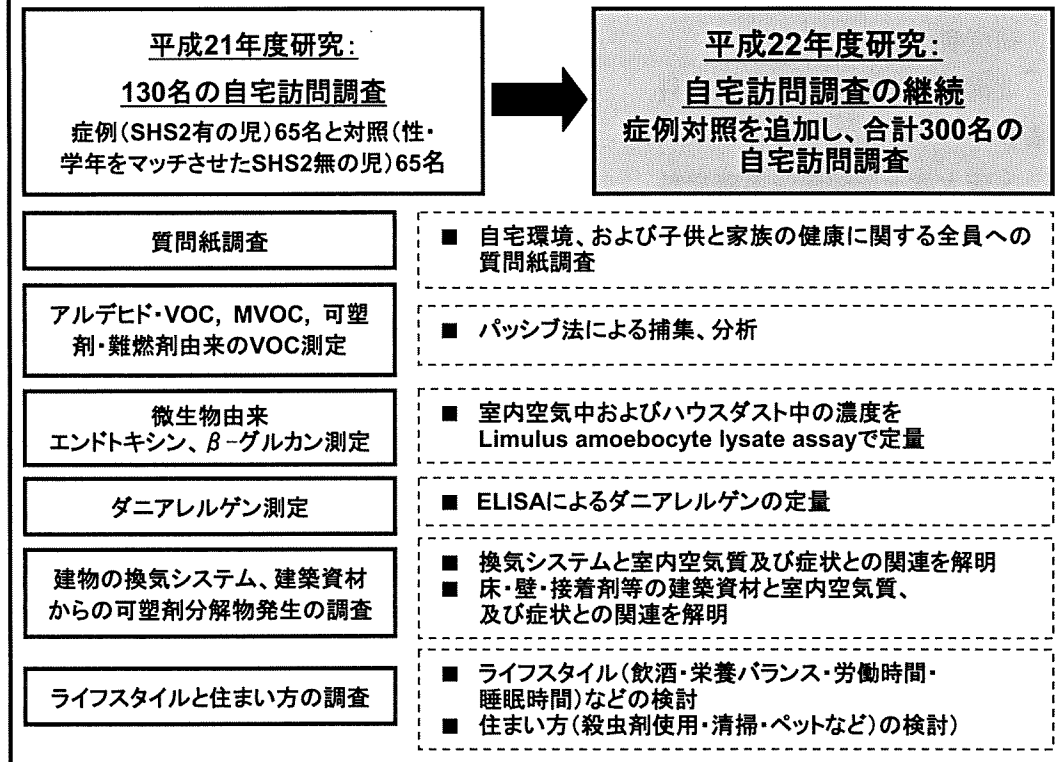 平成21年度研究：
130名の自宅訪問調査
症例（SHS2有の児）65名と対照（性・
学年をマッチさせたSHS2無の児）65名
平成22年度研究：
自宅訪問調査の継続
症例対照を追加し、合計300名の
自宅訪問調査
質問紙調査
■ 自宅環境、および子供と家族の健康に関する全員への
質問紙調査
アルデヒド・VOC, MVOC, 可塑
剤・難燃剤由来のVOC測定
■ パッシブ法による捕集、分析
微生物由来
エンドトキシン、β-グルカン測定
■ 室内空気中およびハウスダスト中の濃度を
Limulus amoebocyte lysate assayで定量
ダニアレルゲン測定
■ ELISAによるダニアレルゲンの定量
建物の換気システム、建築資材
からの可塑剤分解物発生の調査
■ 換気システムと室内空気質及び症状との関連を解明
■ 床・壁・接着剤等の建築資材と室内空気質、
及び症状との関連を解明
ライフスタイルと住まい方の調査
■ ライフスタイル（飲酒・栄養バランス・労働時間・
睡眠時間）などの検討
■ 住まい方（殺虫剤使用・清掃・ペットなど）の検討）